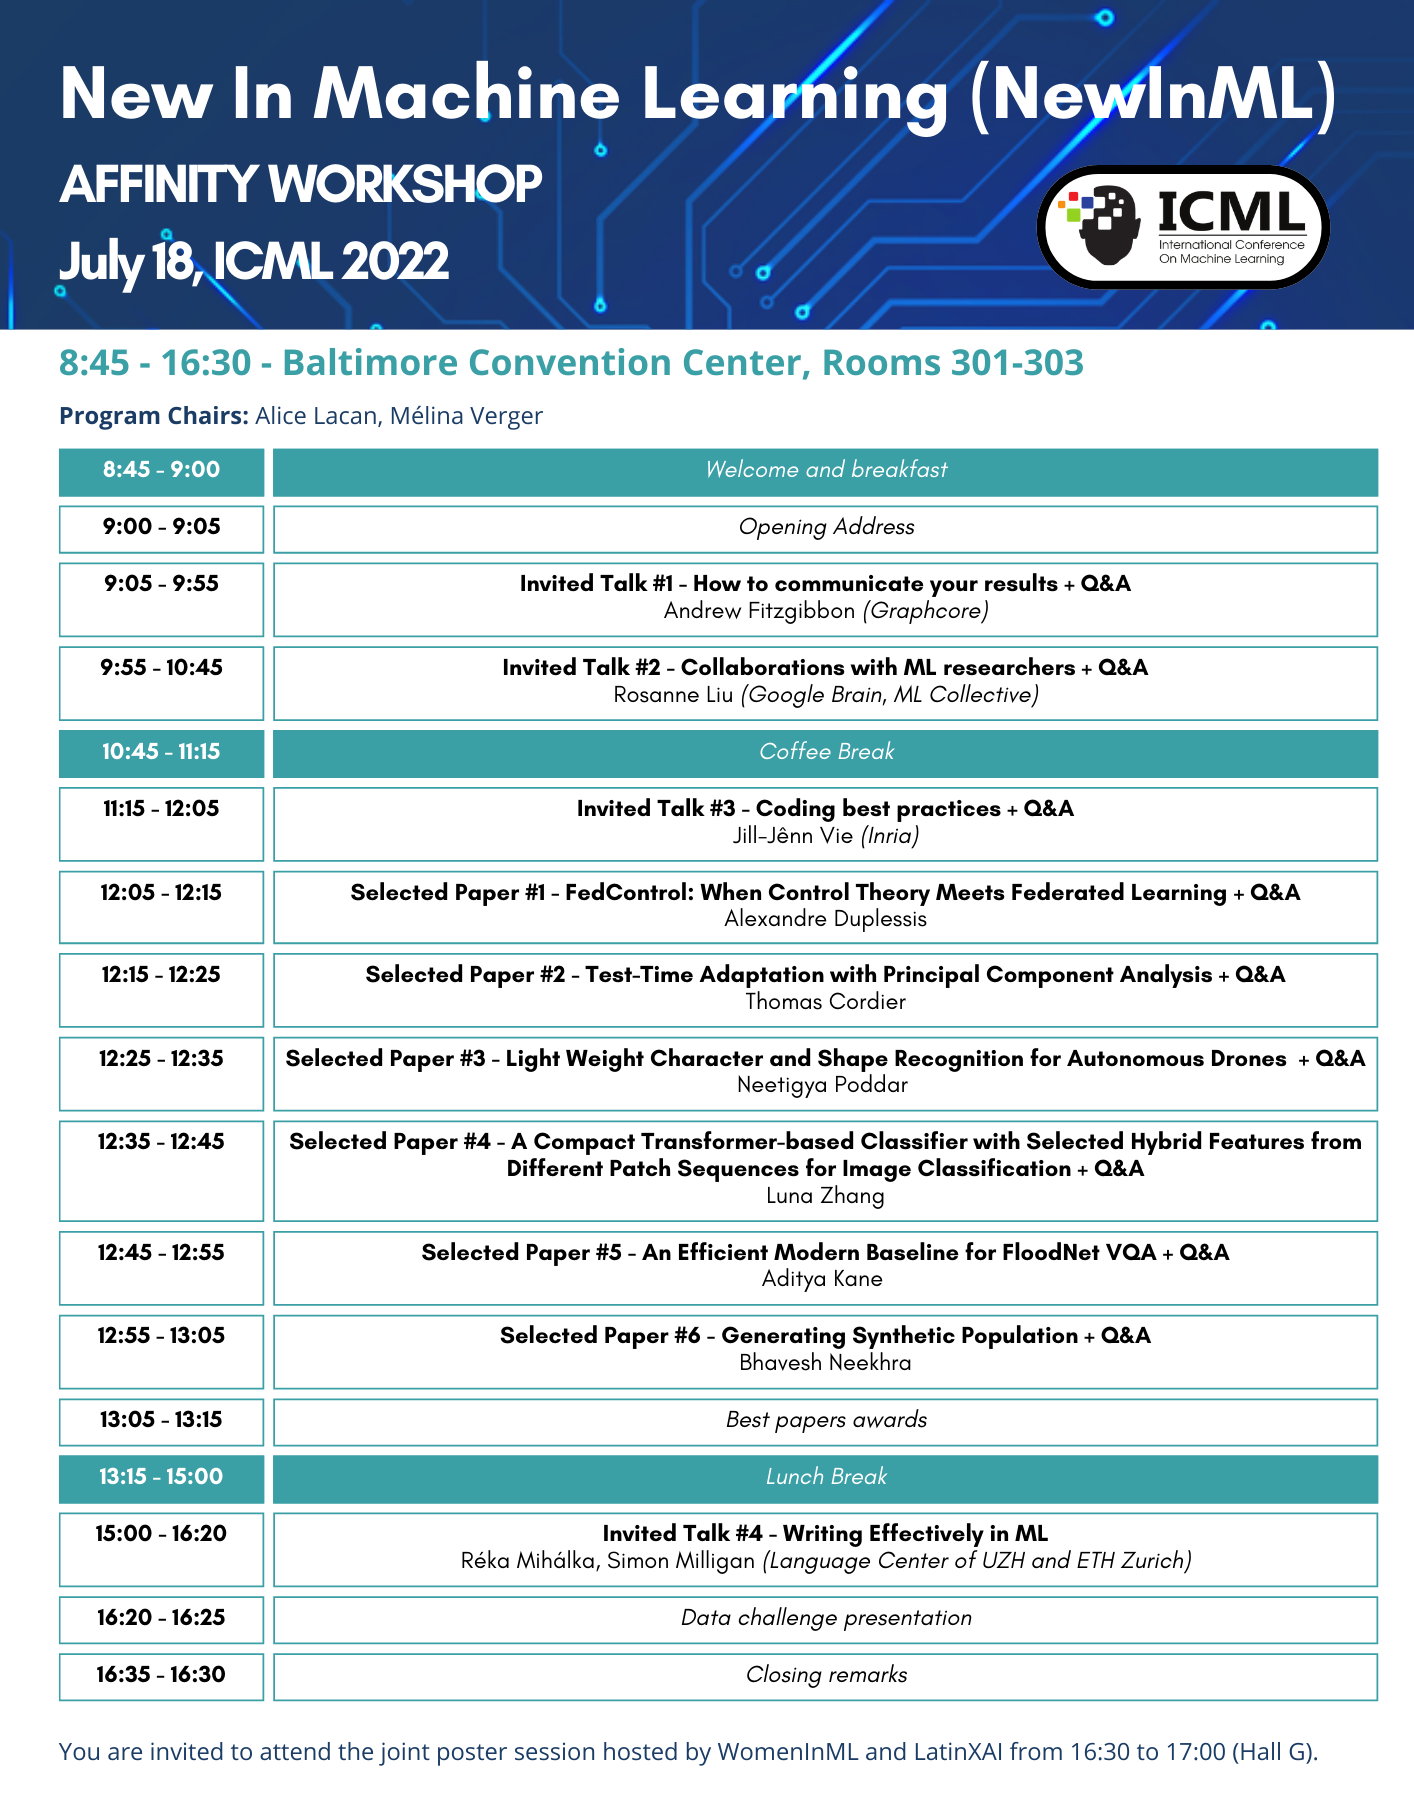 New In Machine Learning (NewInML)
AFFINITY WORKSHOP
July 18, ICML 2022
ICML
International Conference
On Machine Learning
8:45 - 16:30 - Baltimore Convention Center, Rooms 301-303
Program Chairs: Alice Lacan, Mélina Verger
8:45 - 9:00 Welcome and breakfast
9:00 - 9:05 Opening Address
9:05 - 9:55 Invited Talk #1 - How to communicate your results + Q&A
Andrew Fitzgibbon (Graphcore)
9:55 - 10:45 Invited Talk #2 - Collaborations with ML researchers + Q&A
Rosanne Liu (Google Brain, ML Collective)
10:45 - 11:15 Coffee Break
11:15 - 12:05 Invited Talk #3 - Coding best practices + Q&A
Jill-Jênn Vie (Inria)
12:05 - 12:15 Selected Paper #1 - FedControl: When Control Theory Meets Federated Learning + Q&A
Alexandre Duplessis
12:15 - 12:25 Selected Paper #2 - Test-Time Adaptation with Principal Component Analysis + Q&A
Thomas Cordier
12:25 - 12:35 Selected Paper #3 - Light Weight Character and Shape Recognition for Autonomous Drones + Q&A
Neetigya Poddar
12:35 - 12:45 Selected Paper #4 - A Compact Transformer-based Classifier with Selected Hybrid Features from
Different Patch Sequences for Image Classification + Q&A
Luna Zhang
12:45 - 12:55 Selected Paper #5 - An Efficient Modern Baseline for FloodNet VQA + Q&A
Aditya Kane
12:55 - 13:05 Selected Paper #6 - Generating Synthetic Population + Q&A
Bhavesh Neekhra
13:05 - 13:15 Best papers awards
13:15 - 15:00 Lunch Break
15:00 - 16:20 Invited Talk #4 - Writing Effectively in ML
Réka Mihálka, Simon Milligan (Language Center of UZH and ETH Zurich)
16:20 - 16:25 Data challenge presentation
16:35 - 16:30 Closing remarks
You are invited to attend the joint poster session hosted by WomenInML and LatinXAI from 16:30 to 17:00 (Hall G).